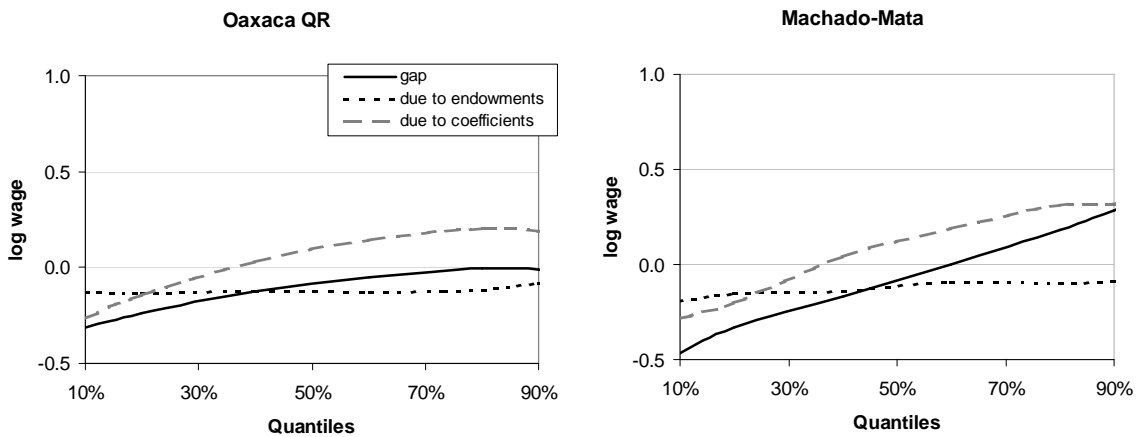 Oaxaca QR
gap
due to endowments
due to coefficients
1.0
0.5
0.0
-0.5
log wage
10% 30% 50% 70% 90%
Quantiles
Machado-Mata
1.0
0.5
0.0
-0.5
log wage
10% 30% 50% 70% 90%
Quantiles